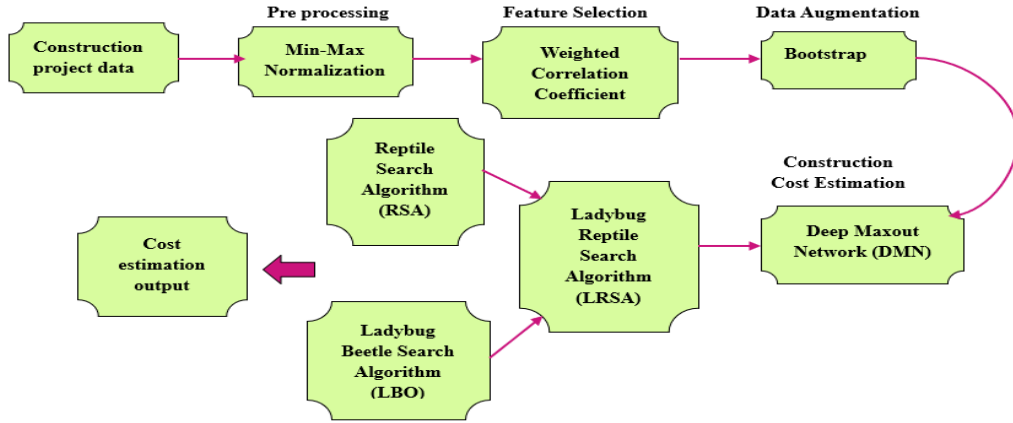 Pre processing
Feature Selection
Data Augmentation
Construction
project data
Min-Max
Normalization
Weighted
Correlation
Coefficient
Bootstrap
Reptile
Search
Algorithm
(RSA)
Construction
Cost Estimation
Ladybug
Reptile
Search
Algorithm
(LRSA)
Deep Maxout
Network (DMN)
Cost
estimation
output
Ladybug
Beetle Search
Algorithm
(LBO)